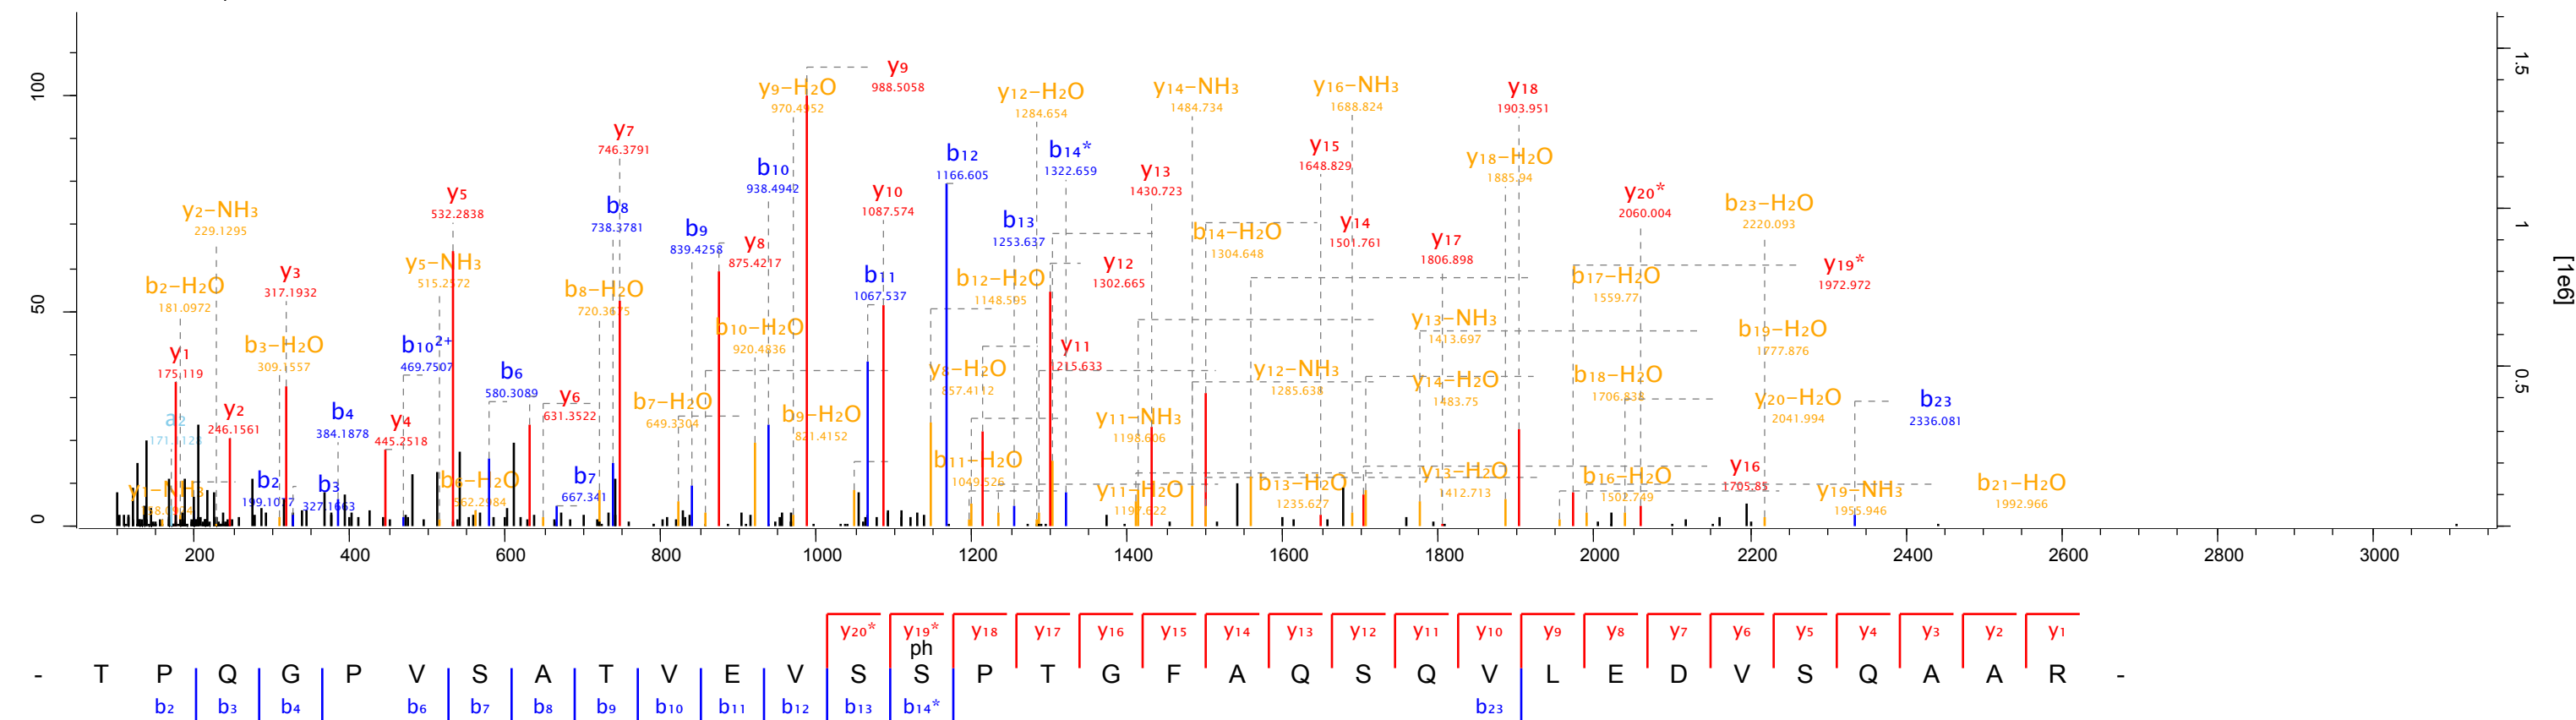 y9
988.5058
y9–H2O
970.4952
y12–H2O
1284.654
y14–NH3
1484.734
y16–NH3
1688.824
y18
1903.951
y7
746.3791
b14*
1322.659
b12
1166.605
y15
1648.829
y18–H2O
1885.94
b10
938.4942
y13
1430.723
y5
532.2838
y10
1087.574
y20*
2060.004
y2–NH3
229.1295
b8
738.3781
b13
1253.637
b23–H2O
2220.093
b9
839.4258
y8
875.4217
b14–H2O
1304.648
y14
1501.761
y17
1806.898
y5–NH3
515.2572
y3
317.1932
b11
1067.537
y12
1302.665
y19*
1972.972
b2–H2O
181.0972
b8–H2O
720.3675
b12–H2O
1148.595
b17–H2O
1559.77
b10–H2O
920.4836
y13–NH3
1413.697
b19–H2O
1777.876
b3–H2O
309.1557
b10 2+
469.7507
y11
1215.633
y1
175.119
b6
580.3089
y8–H2O
857.4112
y12–NH3
1285.638
y14–H2O
1483.75
b18–H2O
1706.838
y6
631.3522
b7–H2O
649.3304
y20–H2O
2041.994
b23
2336.081
y2
246.1561
b4
384.1878
y4
445.2518
b9–H2O
821.4152
y11–NH3
1198.606
a2
b11–H2O
1049.526
y16
1705.85
b2
199.1077
b3
327.1663
b6–H2O
562.2984
b7
667.341
y11–H2O
1197.622
b13–H2O
1235.627
y13–H2O
1412.713
b16–H2O
1502.749
y19–NH3
1955.946
b21–H2O
1992.966
y1–NH3
0 50 100
0.5 1 1.5
[1e6]
200 400 600 800 1000 1200 1400 1600 1800 2000 2200 2400 2600 2800 3000
y20* y19* y18 y17 y16 y15 y14 y13 y12 y11 y10 y9 y8 y7 y6 y5 y4 y3 y2 y1
ph
- T P Q G P V S A T V E V S S P T G F A Q S Q V L E D V S Q A A R -
b2 b3 b4 b6 b7 b8 b9 b10 b11 b12 b13 b14* b23